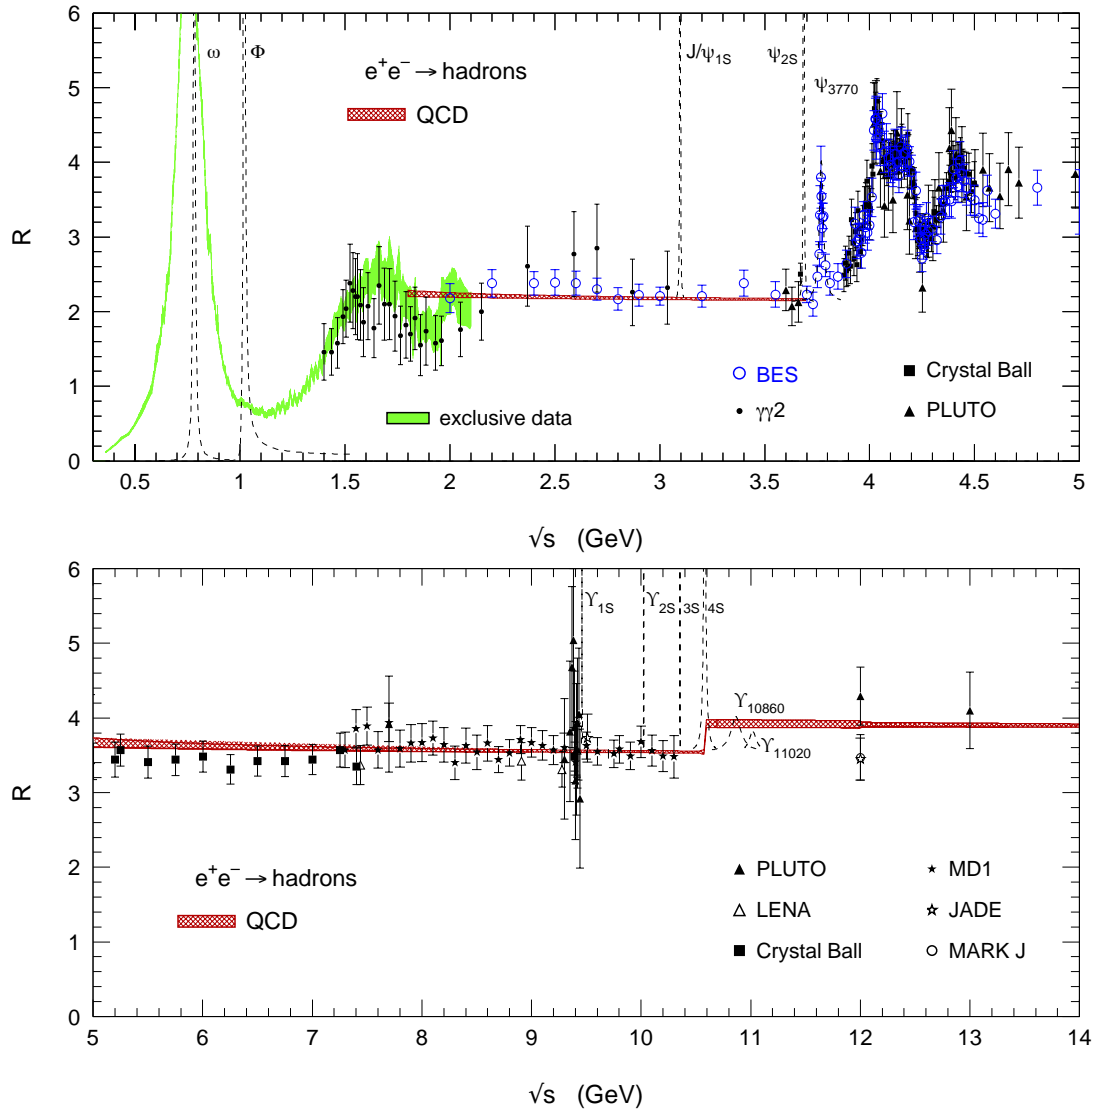 6
5
4
3
2
1
0
R
ω
Φ
J/ψ1S
ψ2S
ψ3770
e+e− → hadrons
QCD
exclusive data
BES
γγ2
Crystal Ball
PLUTO
0.5 1 1.5 2 2.5 3 3.5 4 4.5 5
√s (GeV)
6
5
4
3
2
1
0
R
ϒ1S
ϒ2S
3S
4S
ϒ10860
ϒ11020
e+e− → hadrons
QCD
PLUTO
LENA
Crystal Ball
MD1
JADE
MARK J
5 6 7 8 9 10 11 12 13 14
√s (GeV)